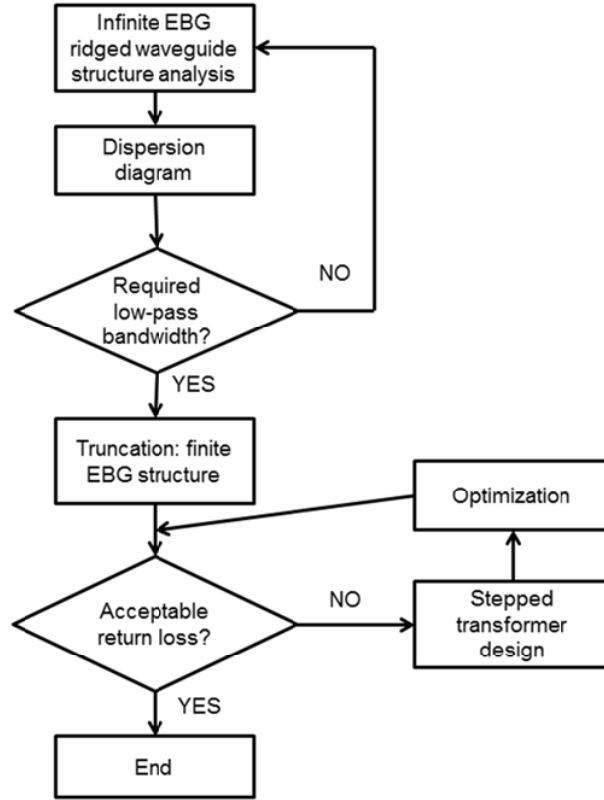 Infinite EBG
ridged waveguide
structure analysis
Dispersion
diagram
Required
low-pass
bandwidth?
NO
YES
Truncation: finite
EBG structure
Optimization
Acceptable
return loss?
NO
Stepped
transformer
design
YES
End